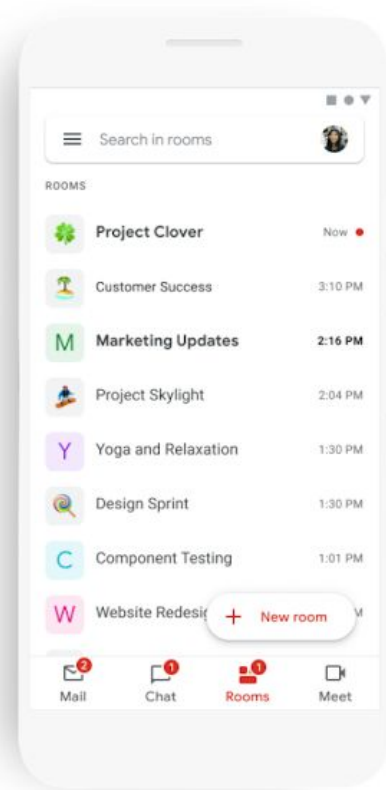 Search in rooms
ROOMS
Project Clover Now
Customer Success 3:10 PM
M Marketing Updates 2:16 PM
Project Skylight 2:04 PM
Y Yoga and Relaxation 1:30 PM
Design Sprint 1:30 PM
C Component Testing 1:01 PM
W Website + New room
2 1 1
Mail Chat Rooms Meet